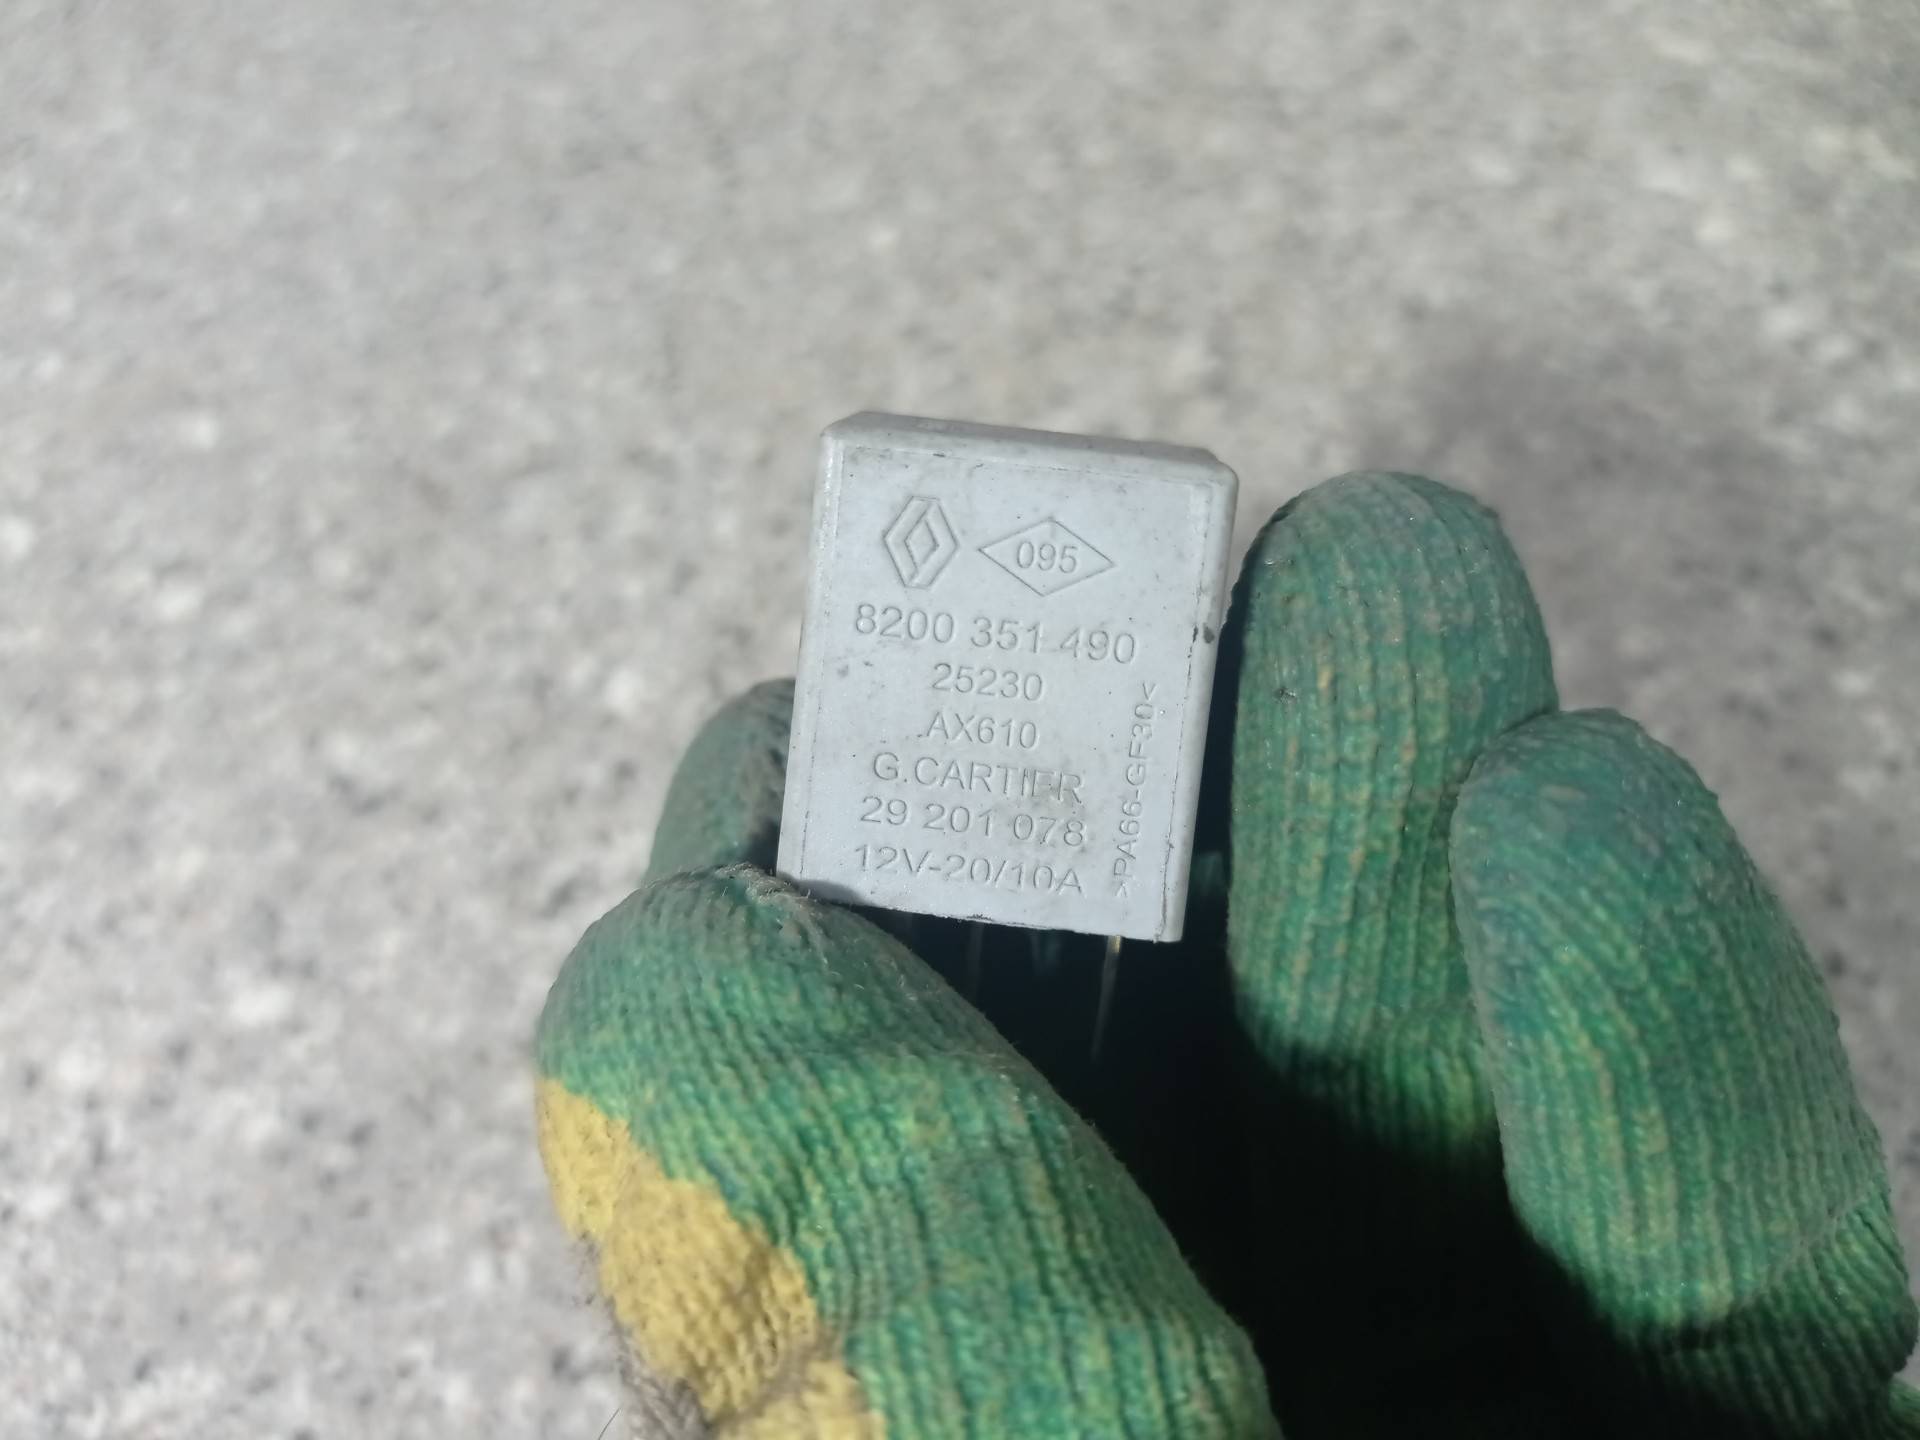 095
8200 351 490
25230
AX610
G.CARTIER
29 201 078
12V-20/10A
>PA66-GF30<